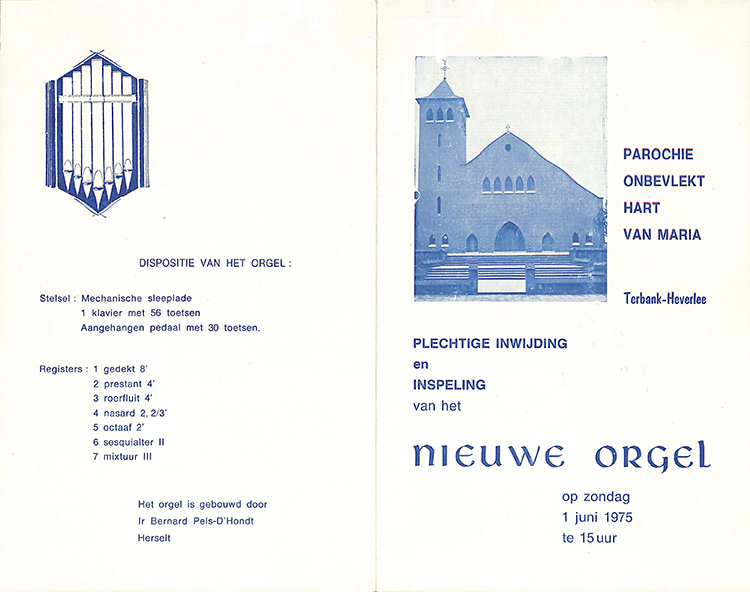 DISPOSITIE VAN HET ORGEL :
Stelsel : Mechanische sleeplade
1 klavier met 56 toetsen
Aangehangen pedaal met 30 toetsen.
Registers : 1 gedekt 8'
2 prestant 4'
3 roerfluit 4'
4 nasard 2, 2/3'
5 octaaf 2'
6 sesquialter II
7 mixtuur III
Het orgel is gebouwd door
Ir Bernard Pels-D'Hondt
Herselt
PAROCHIE
ONBEVLEKT
HART
VAN MARIA
Terbank-Heverlee
PLECHTIGE INWIJDING
en
INSPELING
van het
NIEUWE ORGEL
op zondag
1 juni 1975
te 15 uur